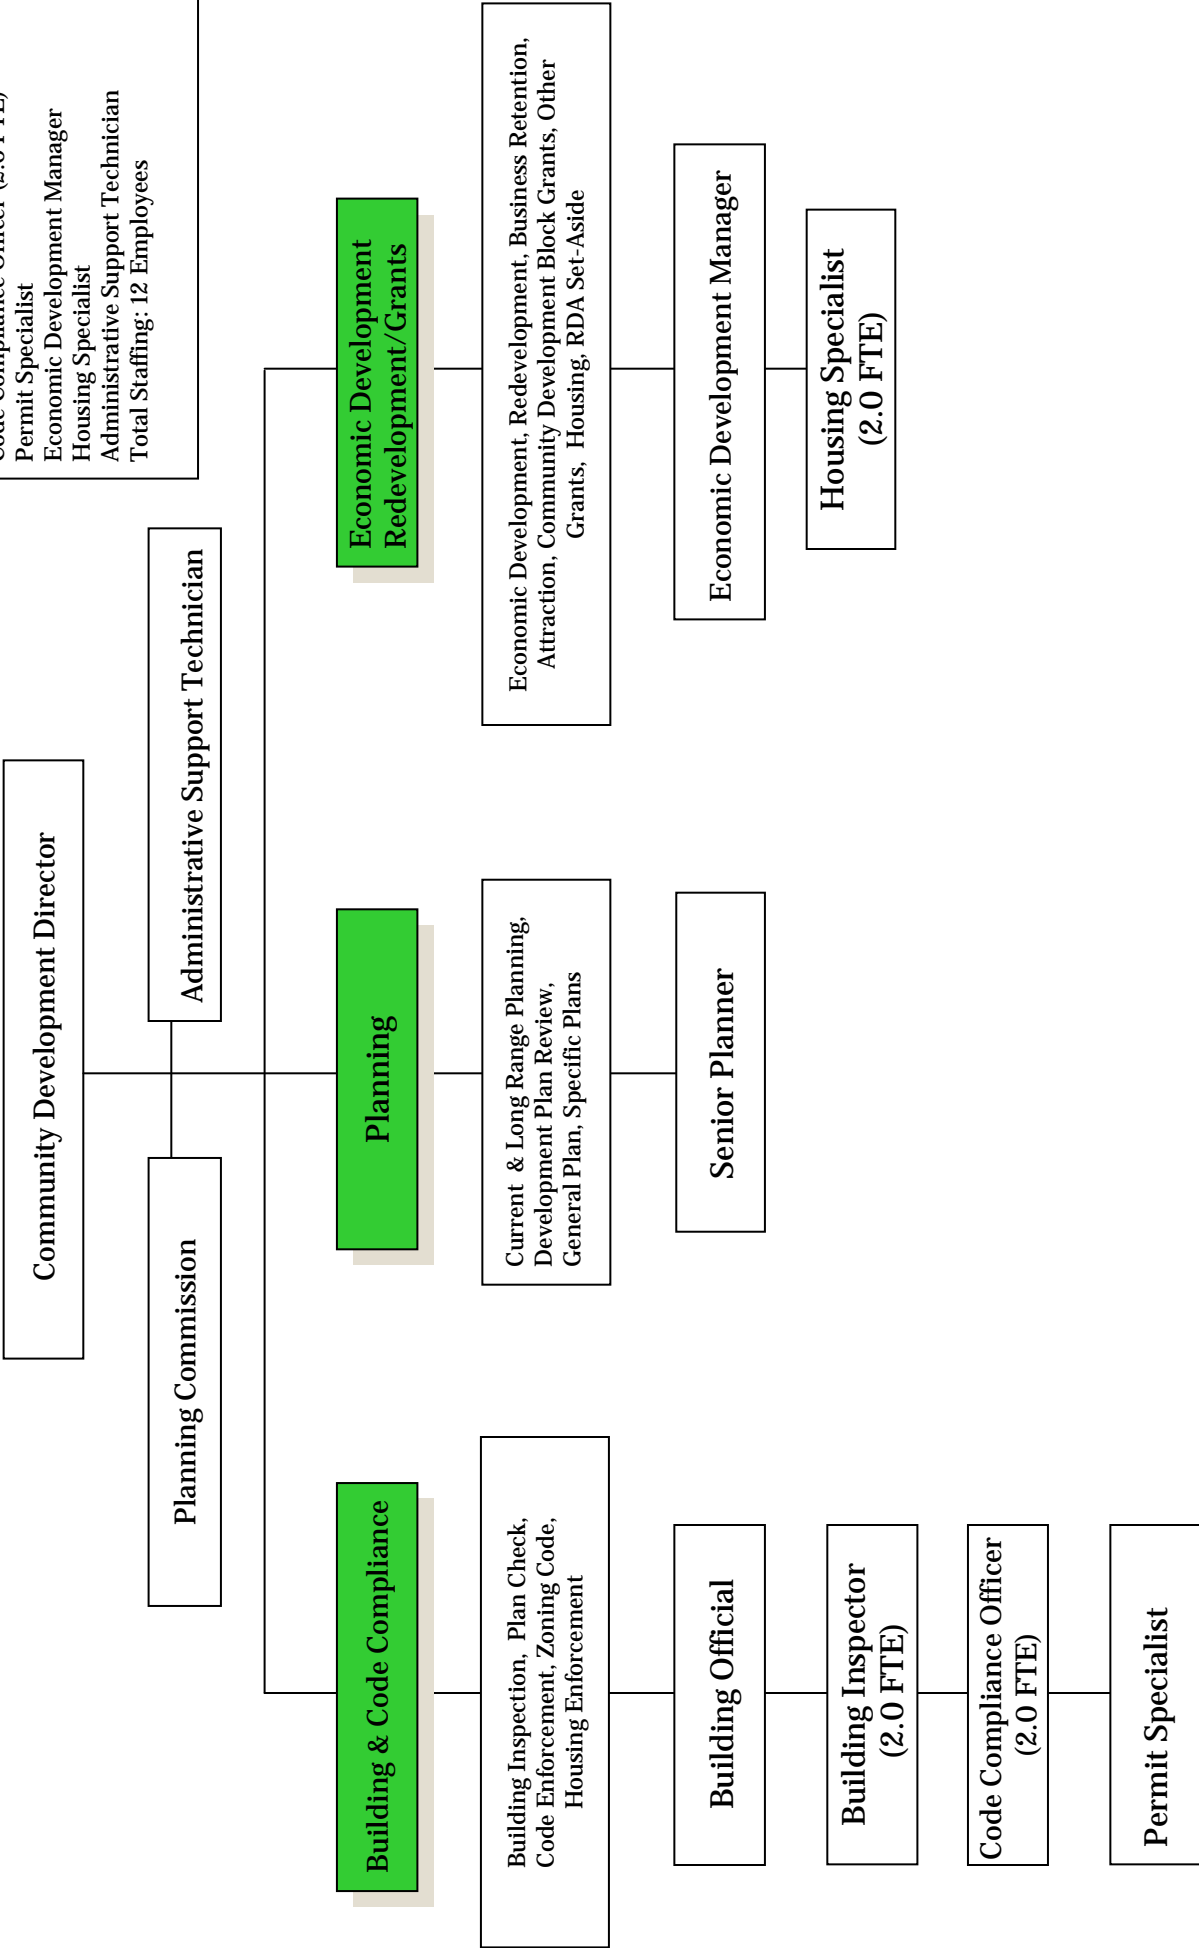 Code Compliance Officer (2.0 FTE)
Permit Specialist
Economic Development Manager
Housing Specialist
Administrative Support Technician
Total Staffing: 12 Employees
Community Development Director
Planning Commission
Administrative Support Technician
Building & Code Compliance
Building Inspection, Plan Check,
Code Enforcement, Zoning Code,
Housing Enforcement
Building Official
Building Inspector
(2.0 FTE)
Code Compliance Officer
(2.0 FTE)
Permit Specialist
Planning
Current & Long Range Planning,
Development Plan Review,
General Plan, Specific Plans
Senior Planner
Economic Development
Redevelopment/Grants
Economic Development, Redevelopment, Business Retention,
Attraction, Community Development Block Grants, Other
Grants, Housing, RDA Set-Aside
Economic Development Manager
Housing Specialist
(2.0 FTE)